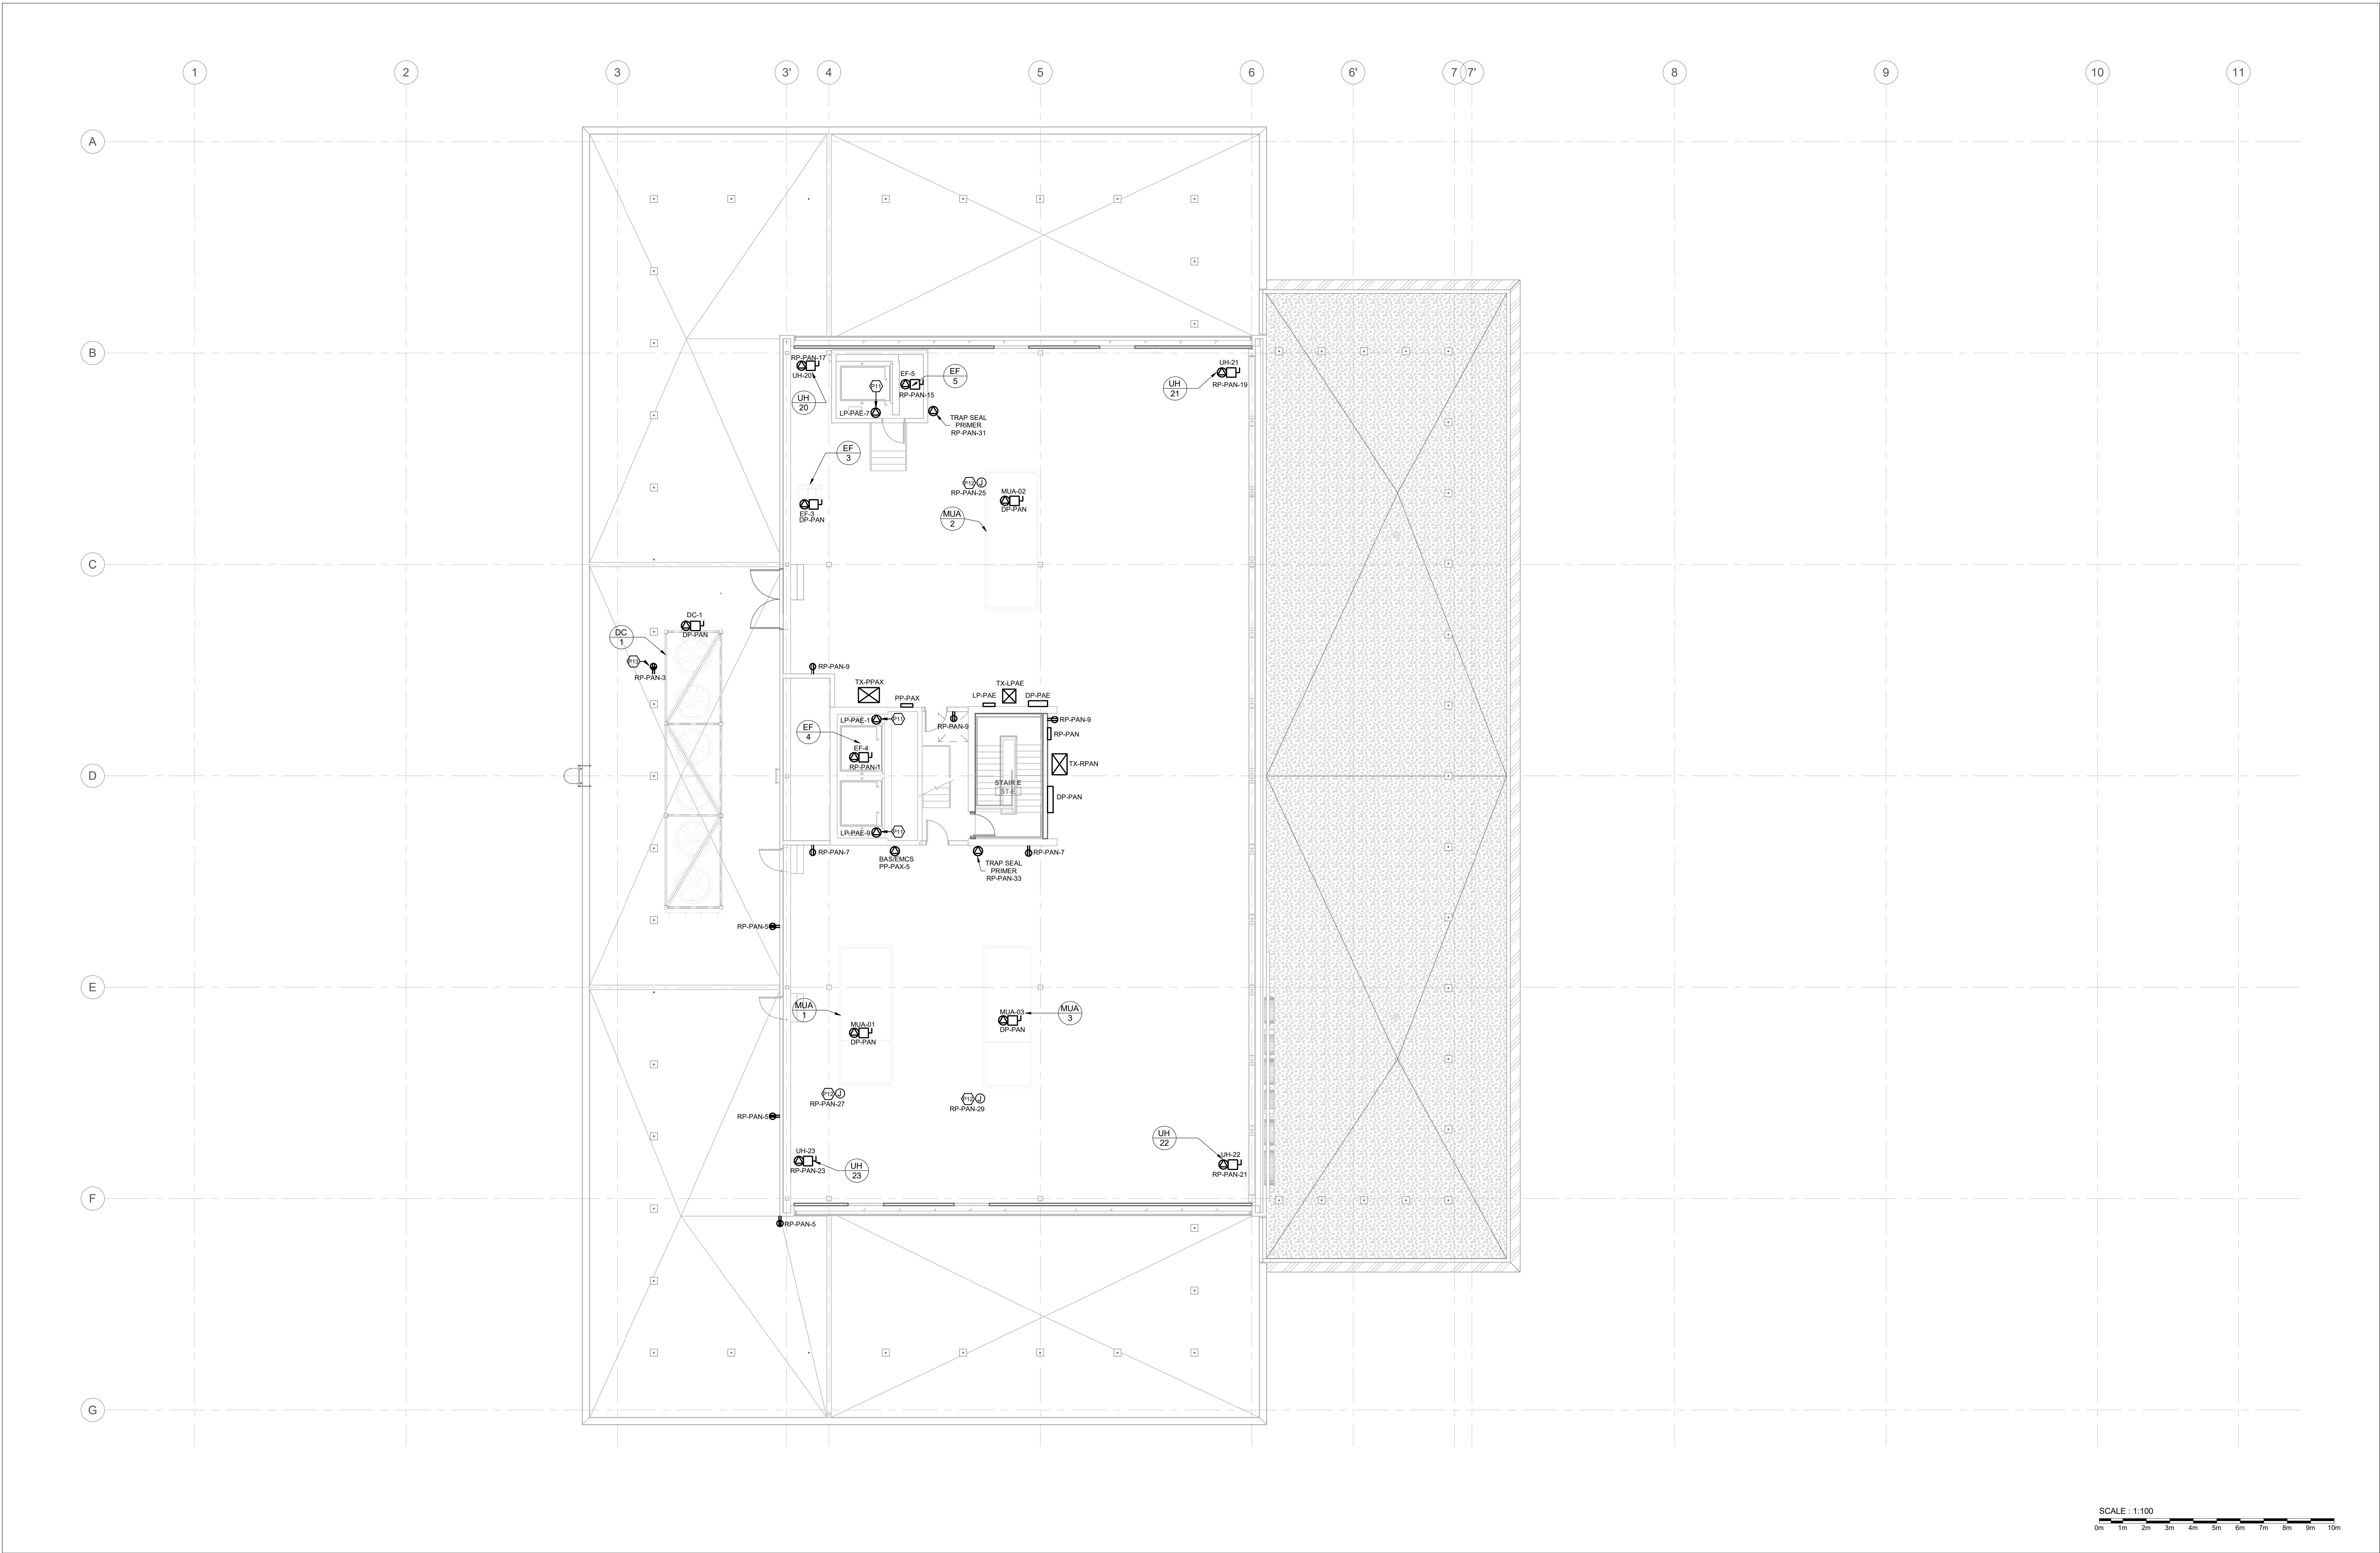 1
2
3
3'
4
5
6
6'
7
7'
8
9
10
11
A
B
C
D
E
F
G
RP-PAN-17
UH-20
UH
20
EF-5
RP-PAN-15
EF
5
P11
LP-PAE-7
TRAP SEAL
PRIMER
RP-PAN-31
UH-21
RP-PAN-19
UH
21
EF
3
EF-3
DP-PAN
P12
J
RP-PAN-25
MUA-02
DP-PAN
MUA
2
DC-1
DP-PAN
DC
1
P13
RP-PAN-3
RP-PAN-9
TX-PPAX
PP-PAX
LP-PAE
TX-LPAE
DP-PAE
LP-PAE-11
P11
RP-PAN-9
RP-PAN-9
RP-PAN
EF
4
EF-4
RP-PAN-1
TX-RPAN
STAIR E
ST-E
DP-PAN
LP-PAE-9
P11
RP-PAN-7
BAS/EMCS
PP-PAX-5
TRAP SEAL
PRIMER
RP-PAN-33
RP-PAN-7
RP-PAN-5
MUA
1
MUA-01
DP-PAN
MUA-03
DP-PAN
MUA
3
P12
J
RP-PAN-27
P12
J
RP-PAN-29
RP-PAN-5
UH-23
RP-PAN-23
UH
23
UH
22
UH-22
RP-PAN-21
RP-PAN-5
SCALE : 1:100
0m 1m 2m 3m 4m 5m 6m 7m 8m 9m 10m